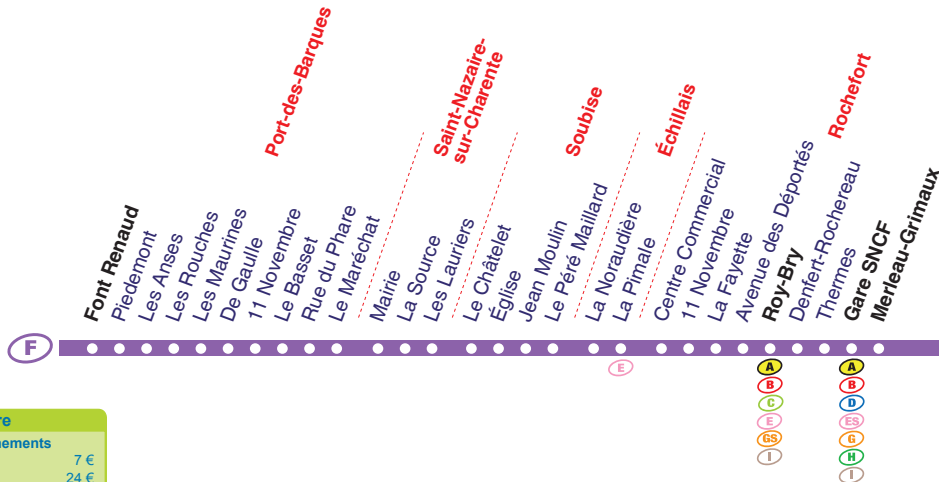 Port-des-Barques
Saint-Nazaire-
sur-Charente
Soubise
Échillais
Rochefort
Font Renaud
Piedemont
Les Anses
Les Rouches
Les Maurines
De Gaulle
11 Novembre
Le Basset
Rue du Phare
Le Maréchat
Mairie
La Source
Les Lauriers
Le Châtelet
Église
Jean Moulin
Le Péré Maillard
La Noraudière
La Pimale
Centre Commercial
11 Novembre
La Fayette
Avenue des Déportés
Roy-Bry
Denfert-Rochereau
Thermes
Gare SNCF
Merleau-Grimaux
F
E
A
B
C
E
GS
I
A
B
D
ES
G
H
I
7 €
24 €